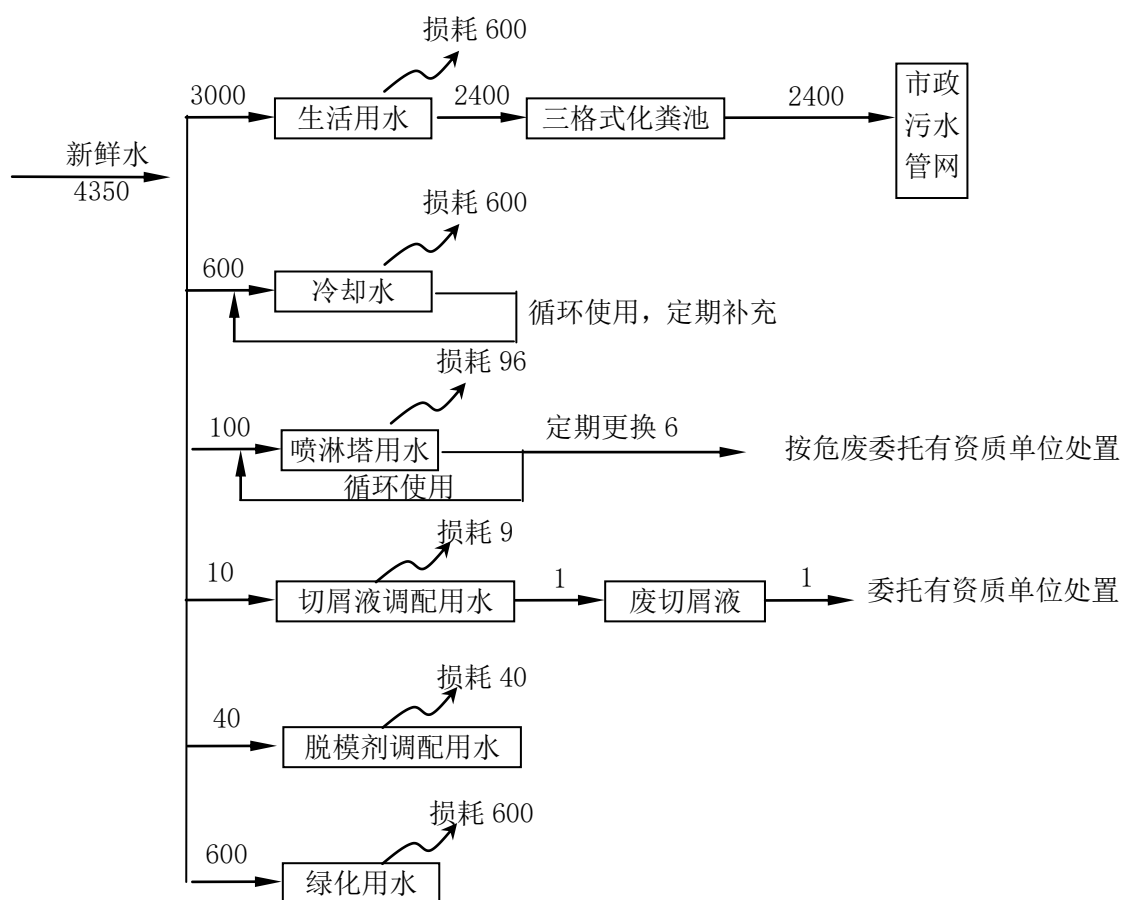 损耗 600
3000
生活用水
2400
三格式化粪池
2400
市政
污水
管网
新鲜水
4350
损耗 600
600
冷却水
循环使用，定期补充
损耗 96
100
喷淋塔用水
定期更换 6
按危废委托有资质单位处置
循环使用
损耗 9
10
切屑液调配用水
1
废切屑液
1
委托有资质单位处置
损耗 40
40
脱模剂调配用水
损耗 600
600
绿化用水